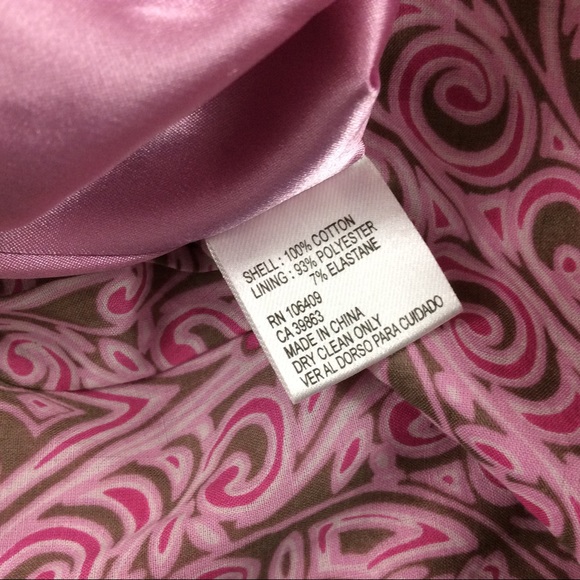 SHELL : 100% COTTON
LINING : 93% POLYESTER
7% ELASTANE
RN 106409
CA 39863
MADE IN CHINA
DRY CLEAN ONLY
VER AL DORSO PARA CUIDADO